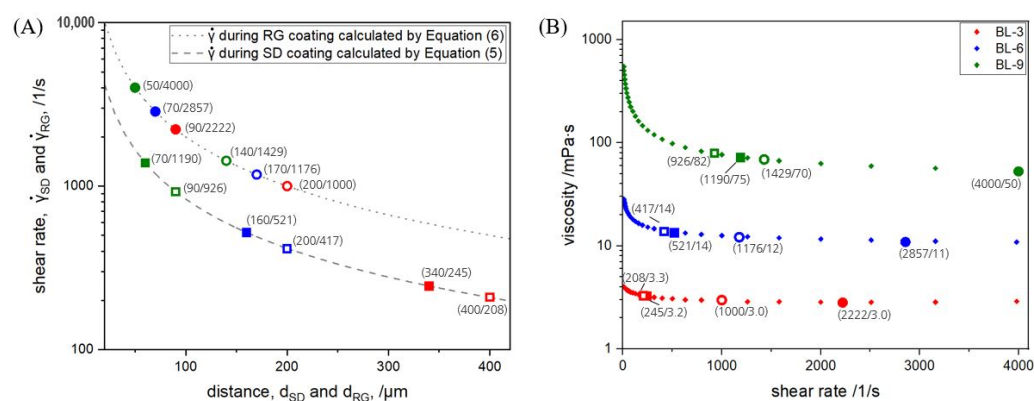 (A)
10,000
1000
100
shear rate, γ̇SD and γ̇RG, /1/s
γ̇ during RG coating calculated by Equation (6)
γ̇ during SD coating calculated by Equation (5)
(50/4000)
(70/2857)
(90/2222)
(140/1429)
(70/1190)
(170/1176)
(200/1000)
(90/926)
(160/521)
(200/417)
(340/245)
(400/208)
0 100 200 300 400
distance, dSD and dRG, /µm
(B)
1000
100
10
1
viscosity /mPa·s
BL-3
BL-6
BL-9
(926/82)
(1190/75)
(1429/70)
(4000/50)
(417/14)
(521/14)
(1176/12)
(2857/11)
(208/3.3)
(245/3.2)
(1000/3.0)
(2222/3.0)
0 1000 2000 3000 4000
shear rate /1/s